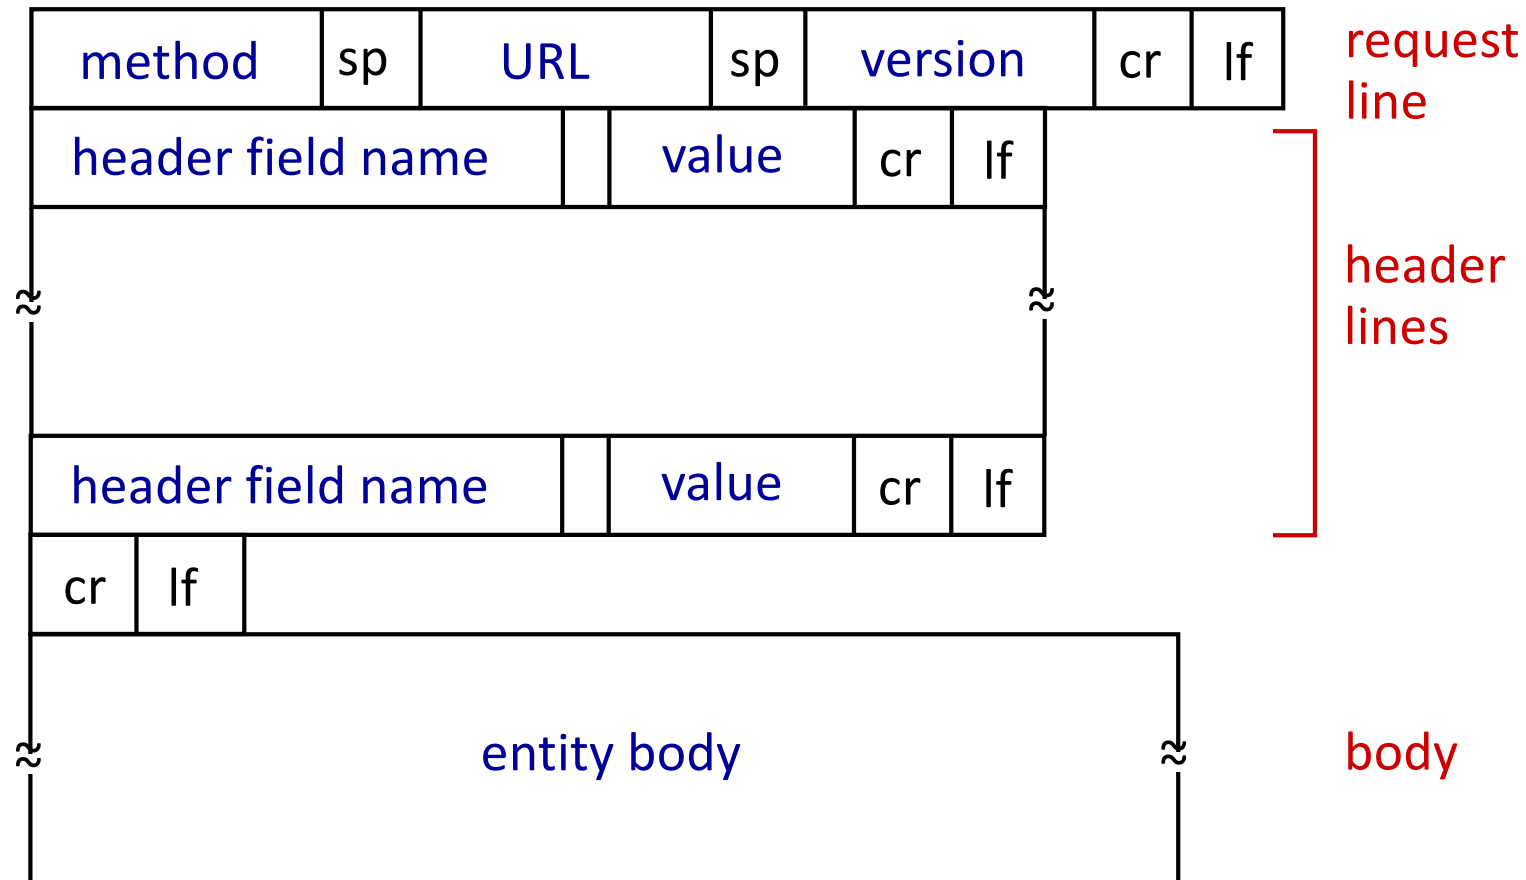 method sp URL sp version cr lf
request
line
header field name value cr lf
header
lines
header field name value cr lf
cr lf
entity body
body